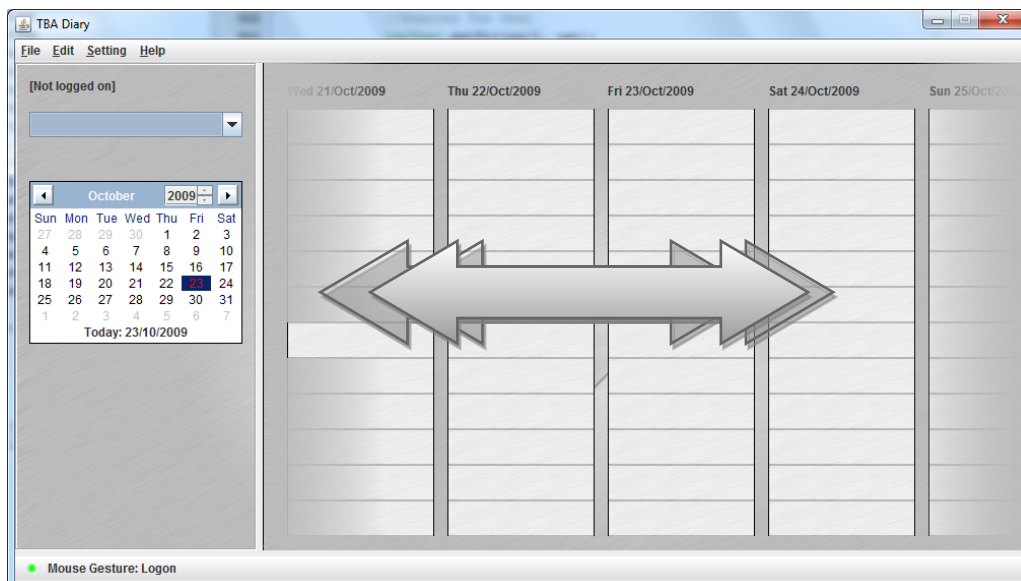 TBA Diary
File Edit Setting Help
[Not logged on]
Wed 21/Oct/2009 Thu 22/Oct/2009 Fri 23/Oct/2009 Sat 24/Oct/2009 Sun 25/Oct/2009
October 2009
Sun Mon Tue Wed Thu Fri Sat
27 28 29 30 1 2 3
4 5 6 7 8 9 10
11 12 13 14 15 16 17
18 19 20 21 22 23 24
25 26 27 28 29 30 31
1 2 3 4 5 6 7
Today: 23/10/2009
Mouse Gesture: Logon